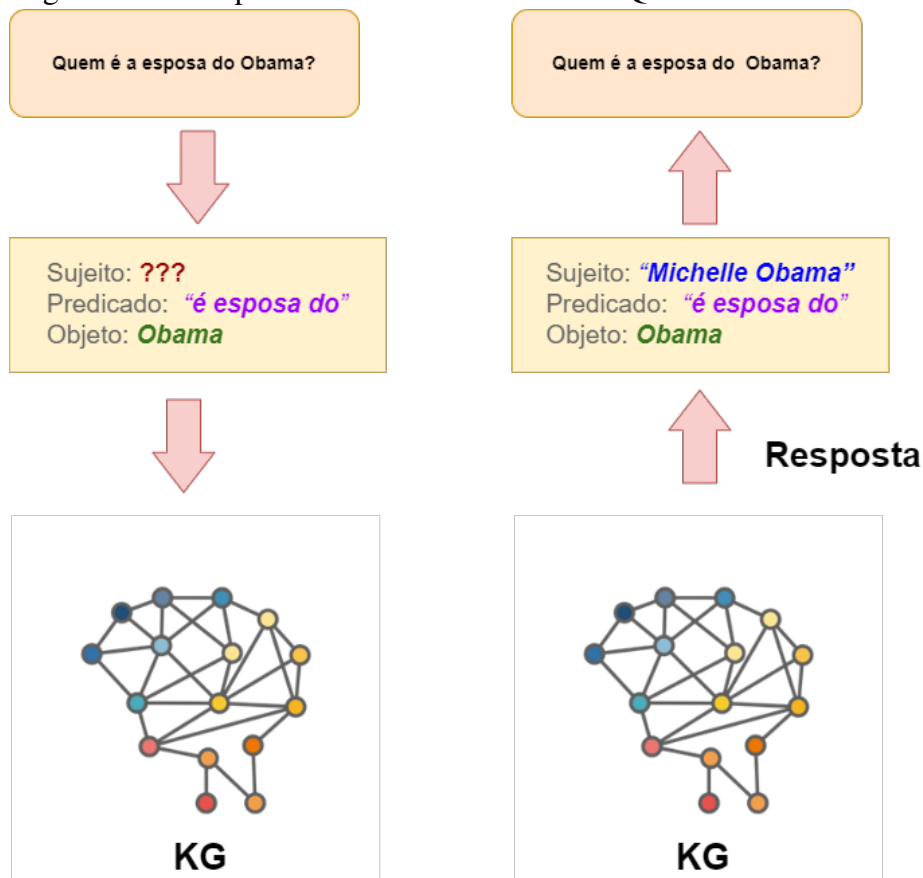 Quem é a esposa do Obama?
Sujeito: ???
Predicado: “é esposa do”
Objeto: Obama
KG
Quem é a esposa do  Obama?
Sujeito: “Michelle Obama”
Predicado: “é esposa do”
Objeto: Obama
Resposta
KG